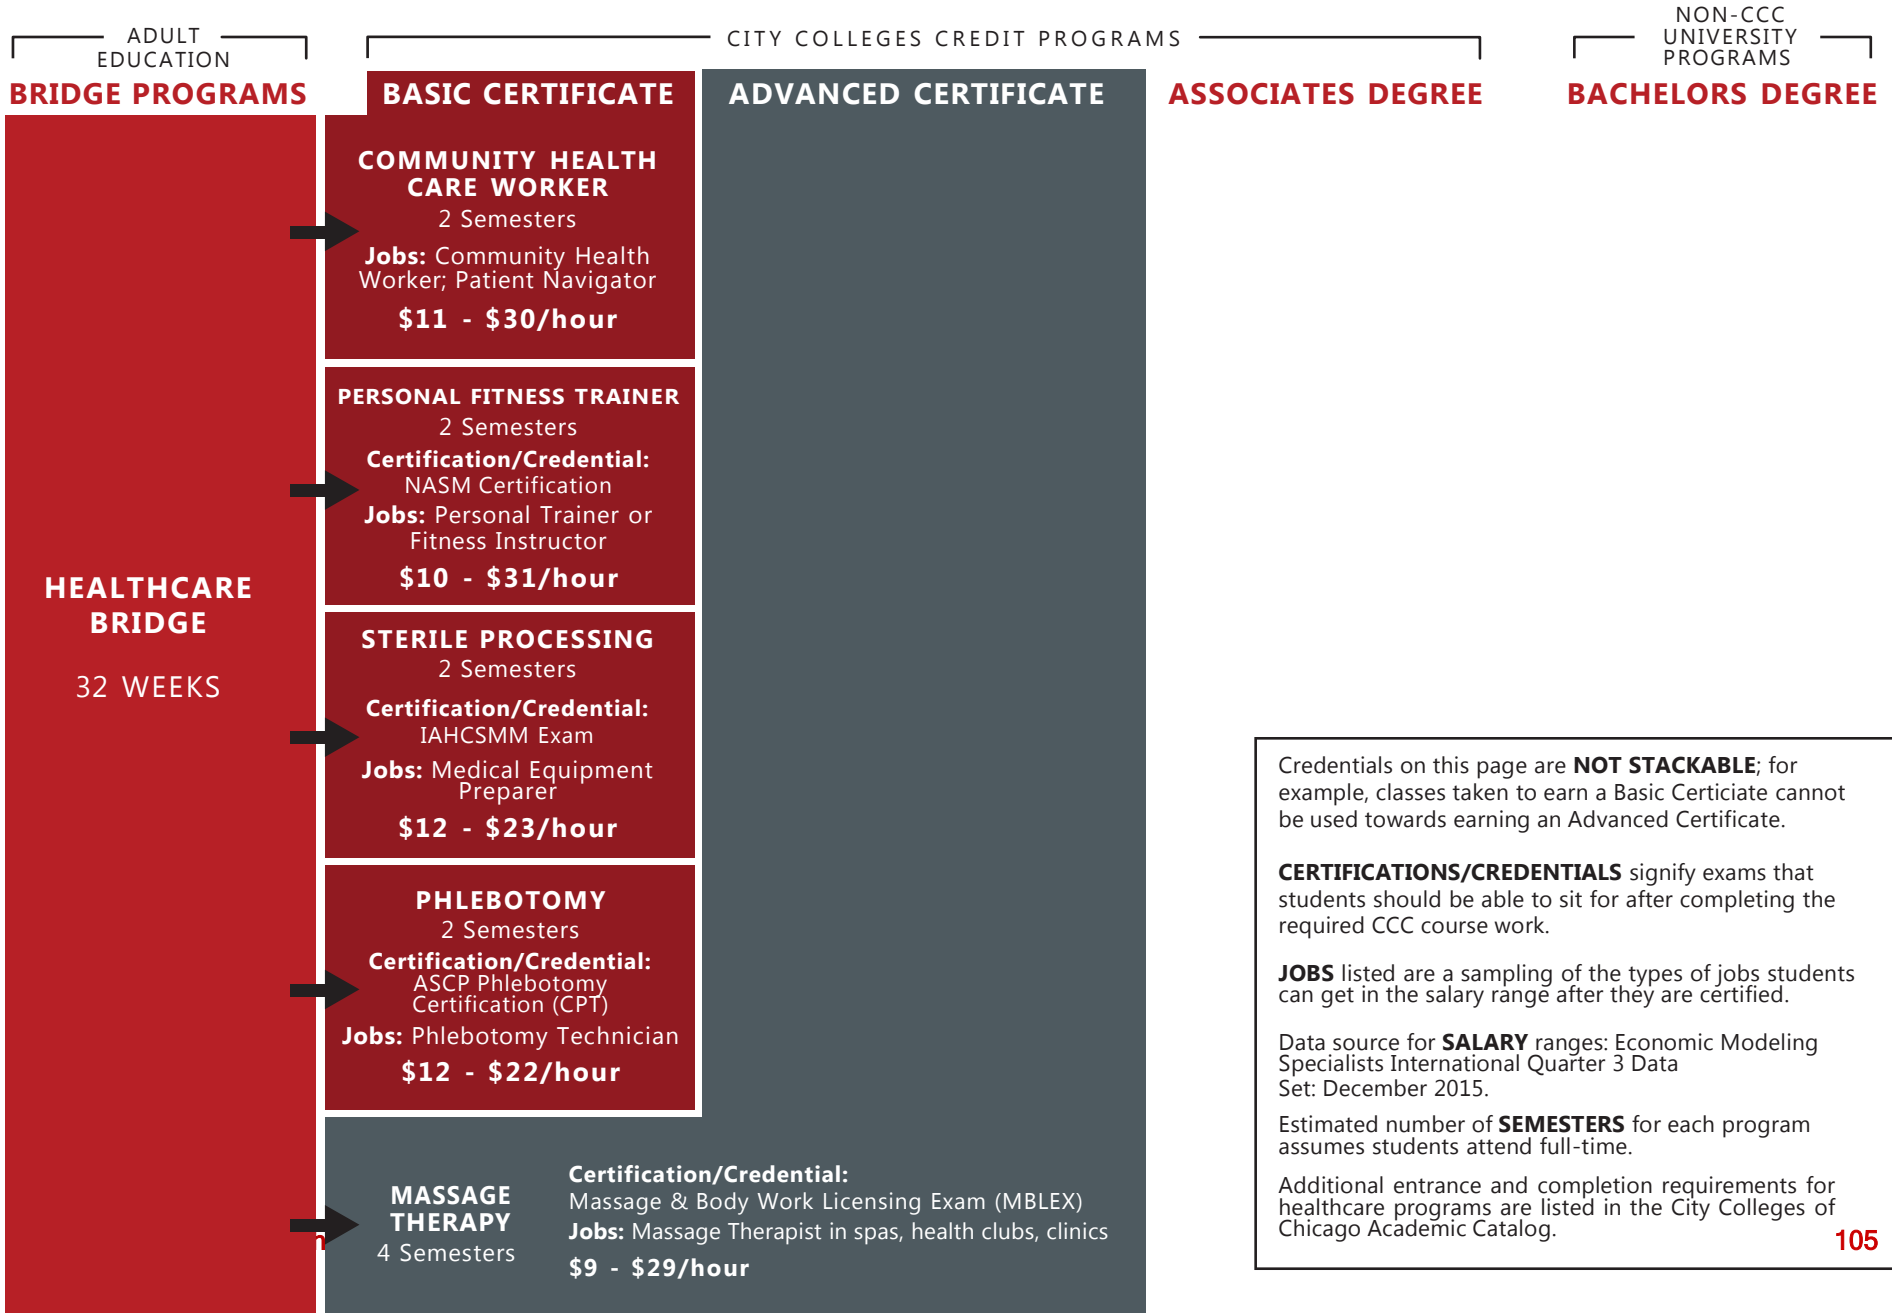 ADULT
EDUCATION
BRIDGE PROGRAMS
CITY COLLEGES CREDIT PROGRAMS
BASIC CERTIFICATE
ADVANCED CERTIFICATE
ASSOCIATES DEGREE
NON-CCC
UNIVERSITY
PROGRAMS
BACHELORS DEGREE
HEALTHCARE
BRIDGE
32 WEEKS
COMMUNITY HEALTH
CARE WORKER
2 Semesters
Jobs: Community Health
Worker; Patient Navigator
$11 - $30/hour
PERSONAL FITNESS TRAINER
2 Semesters
Certification/Credential:
NASM Certification
Jobs: Personal Trainer or
Fitness Instructor
$10 - $31/hour
STERILE PROCESSING
2 Semesters
Certification/Credential:
IAHCSMM Exam
Jobs: Medical Equipment
Preparer
$12 - $23/hour
PHLEBOTOMY
2 Semesters
Certification/Credential:
ASCP Phlebotomy
Certification (CPT)
Jobs: Phlebotomy Technician
$12 - $22/hour
MASSAGE
THERAPY
4 Semesters
Certification/Credential:
Massage & Body Work Licensing Exam (MBLEX)
Jobs: Massage Therapist in spas, health clubs, clinics
$9 - $29/hour
Credentials on this page are NOT STACKABLE; for
example, classes taken to earn a Basic Certiciate cannot
be used towards earning an Advanced Certificate.
CERTIFICATIONS/CREDENTIALS signify exams that
students should be able to sit for after completing the
required CCC course work.
JOBS listed are a sampling of the types of jobs students
can get in the salary range after they are certified.
Data source for SALARY ranges: Economic Modeling
Specialists International Quarter 3 Data
Set: December 2015.
Estimated number of SEMESTERS for each program
assumes students attend full-time.
Additional entrance and completion requirements for
healthcare programs are listed in the City Colleges of
Chicago Academic Catalog.
105